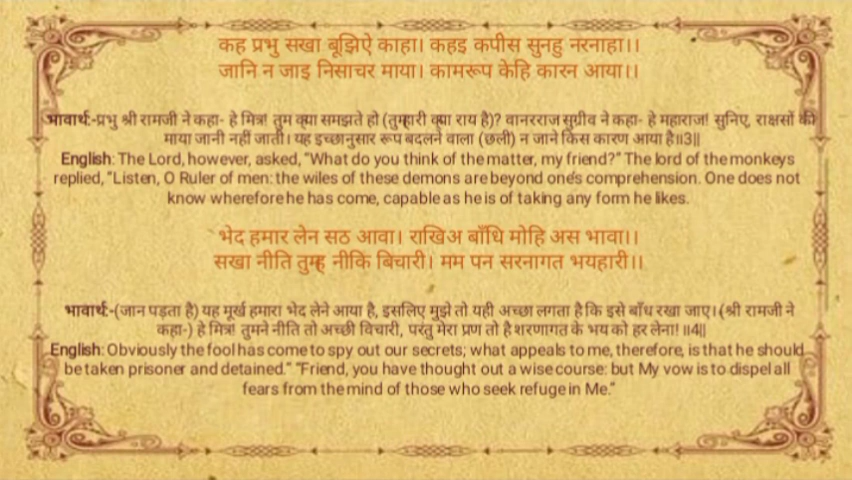 कह प्रभु सखा बूझिऐ काहा। कहइ कपीस सुनहु नरनाहा।।
जानि न जाइ निसाचर माया। कामरूप केहि कारन आया।।
भावार्थ:-प्रभु श्री रामजी ने कहा- हे मित्र! तुम क्या समझते हो (तुम्हारी क्या राय है)? वानरराज सुग्रीव ने कहा- हे महाराज! सुनिए, राक्षसों की
माया जानी नहीं जाती। यह इच्छानुसार रूप बदलने वाला (छली) न जाने किस कारण आया है॥3||
English: The Lord, however, asked, "What do you think of the matter, my friend?" The lord of the monkeys
replied, "Listen, O Ruler of men: the wiles of these demons are beyond one's comprehension. One does not
know wherefore he has come, capable as he is of taking any form he likes.
भेद हमार लेन सठ आवा। राखिअ बाँधि मोहि अस भावा।।
सखा नीति तुम्ह नीकि बिचारी। मम पन सरनागत भयहारी।।
भावार्थ:-(जान पड़ता है) यह मूर्ख हमारा भेद लेने आया है, इसलिए मुझे तो यही अच्छा लगता है कि इसे बाँध रखा जाए। (श्री रामजी ने
कहा-) हे मित्र! तुमने नीति तो अच्छी विचारी, परंतु मेरा प्रण तो है शरणागत के भय को हर लेना! ॥4||
English: Obviously the fool has come to spy out our secrets; what appeals to me, therefore, is that he should
be taken prisoner and detained." "Friend, you have thought out a wise course: but My vow is to dispel all
fears from the mind of those who seek refuge in Me."